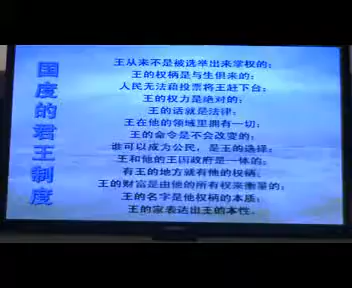 国度的君王制度
王从来不是被选举出来掌权的;
王的权柄是与生俱来的;
人民无法藉投票将王赶下台;
王的权力是绝对的;
王的话就是法律;
王在他的领域里拥有一切;
王的命令是不会改变的;
谁可以成为公民，是王的选择;
王和他的王国政府是一体的;
有王的地方就有他的权柄;
王的财富是由他的所有权来衡量的;
王的名字是他权柄的本质;
王的家表达出王的本性.